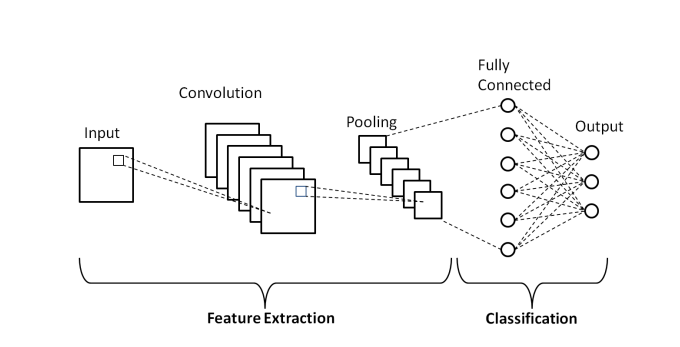 Input
Convolution
Pooling
Fully
Connected
Output
Feature Extraction
Classification